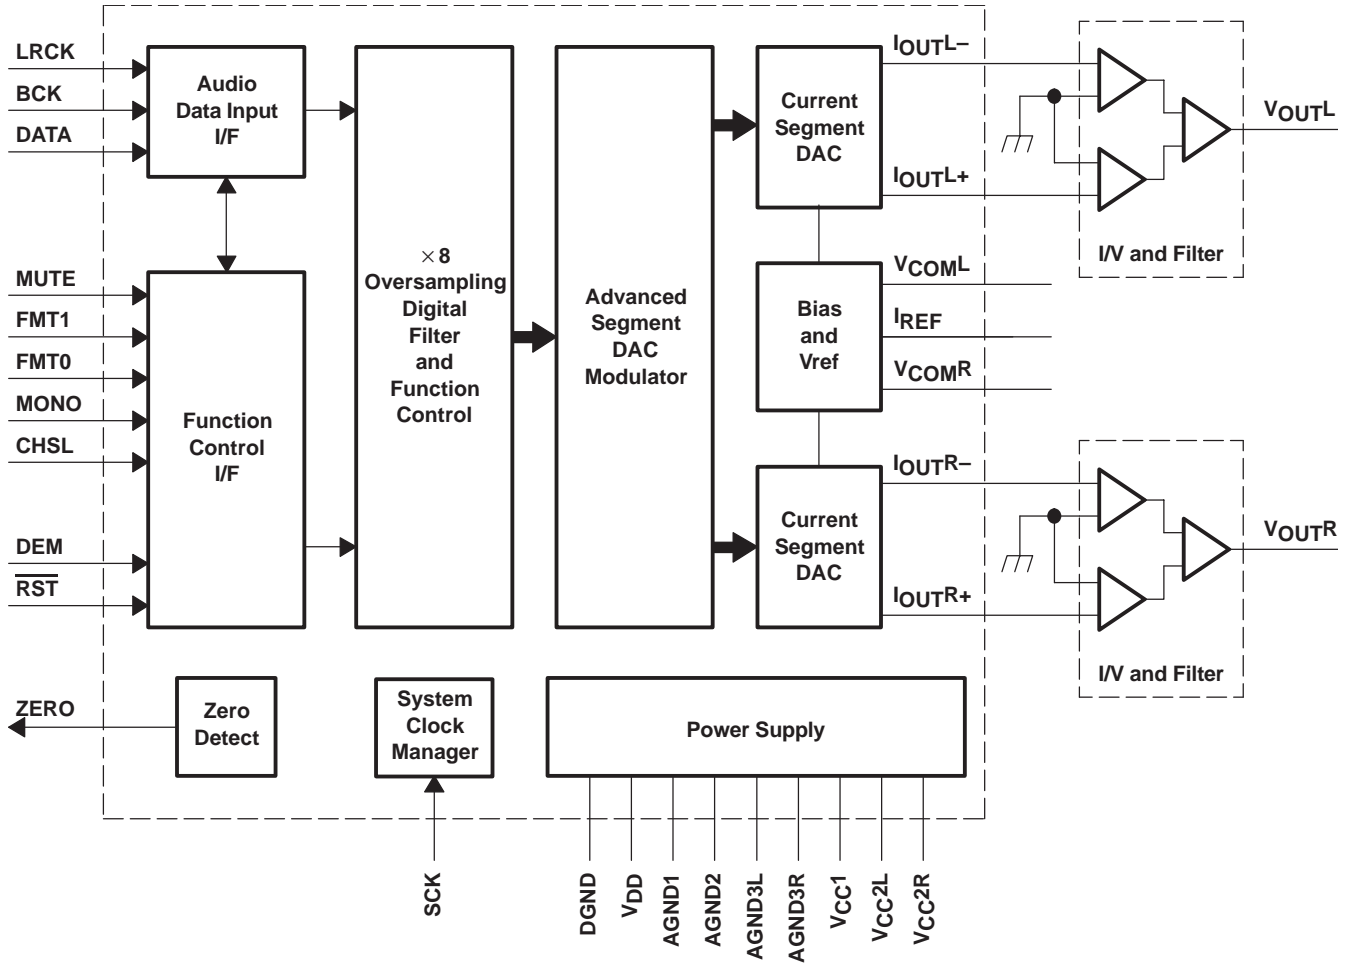 LRCK
BCK
DATA
Audio
Data Input
I/F
MUTE
FMT1
FMT0
MONO
CHSL
DEM
RST
Function
Control
I/F
×8
Oversampling
Digital
Filter
and
Function
Control
Advanced
Segment
DAC
Modulator
Current
Segment
DAC
IOUTL–
IOUTL+
Bias
and
Vref
VCOML
IREF
VCOMR
Current
Segment
DAC
IOUTR–
IOUTR+
VOUTL
I/V and Filter
VOUTR
I/V and Filter
ZERO
Zero
Detect
System
Clock
Manager
Power Supply
SCK
DGND
VDD
AGND1
AGND2
AGND3L
AGND3R
VCC1
VCC2L
VCC2R